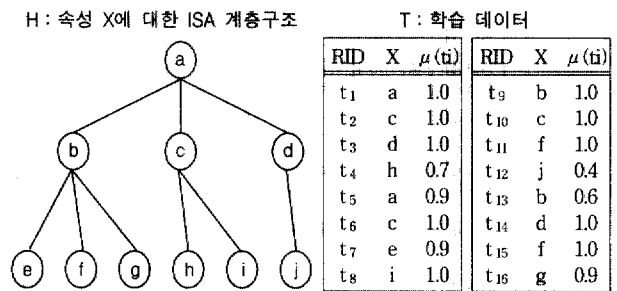 H : 속성 X에 대한 ISA 계층구조
a
b c d
e f g h i j
T : 학습 데이터
RID X μ(ti)
t1 a 1.0
t2 c 1.0
t3 d 1.0
t4 h 0.7
t5 a 0.9
t6 c 1.0
t7 e 0.9
t8 i 1.0
RID X μ(ti)
t9 b 1.0
t10 c 1.0
t11 f 1.0
t12 j 0.4
t13 b 0.6
t14 d 1.0
t15 f 1.0
t16 g 0.9